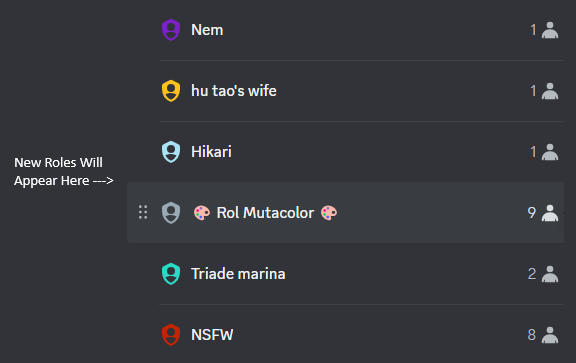 Nem 1
hu tao's wife 1
Hikari 1
New Roles Will
Appear Here --->
🎨 Rol Mutacolor 🎨 9
Triade marina 2
NSFW 8